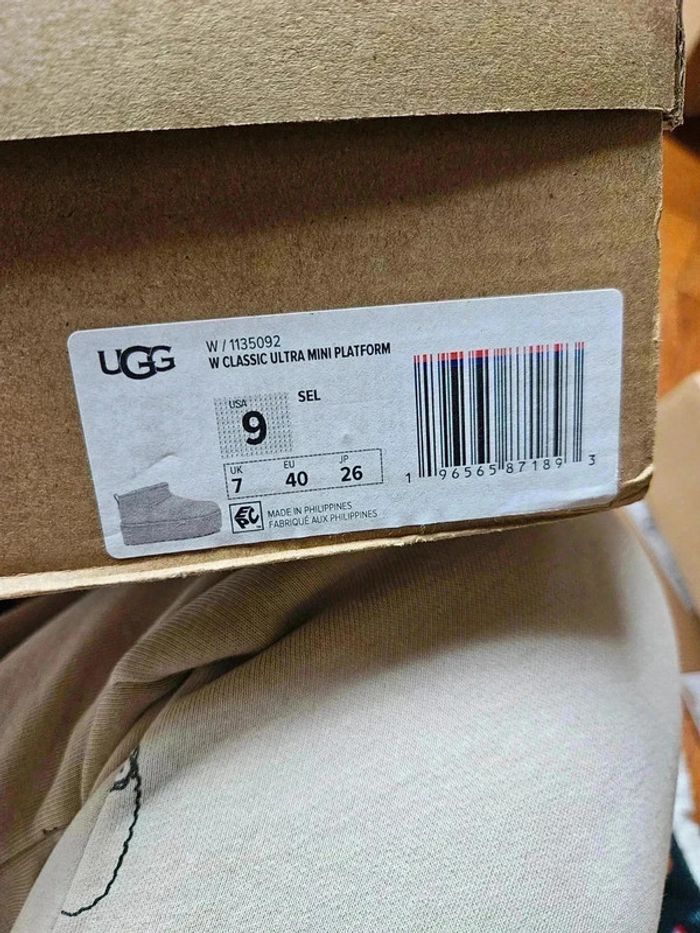 UGG
W / 1135092
W CLASSIC ULTRA MINI PLATFORM
SEL
USA
9
UK EU JP
7 40 26
MADE IN PHILIPPINES
FABRIQUÉ AUX PHILIPPINES
1 96565 87189 3